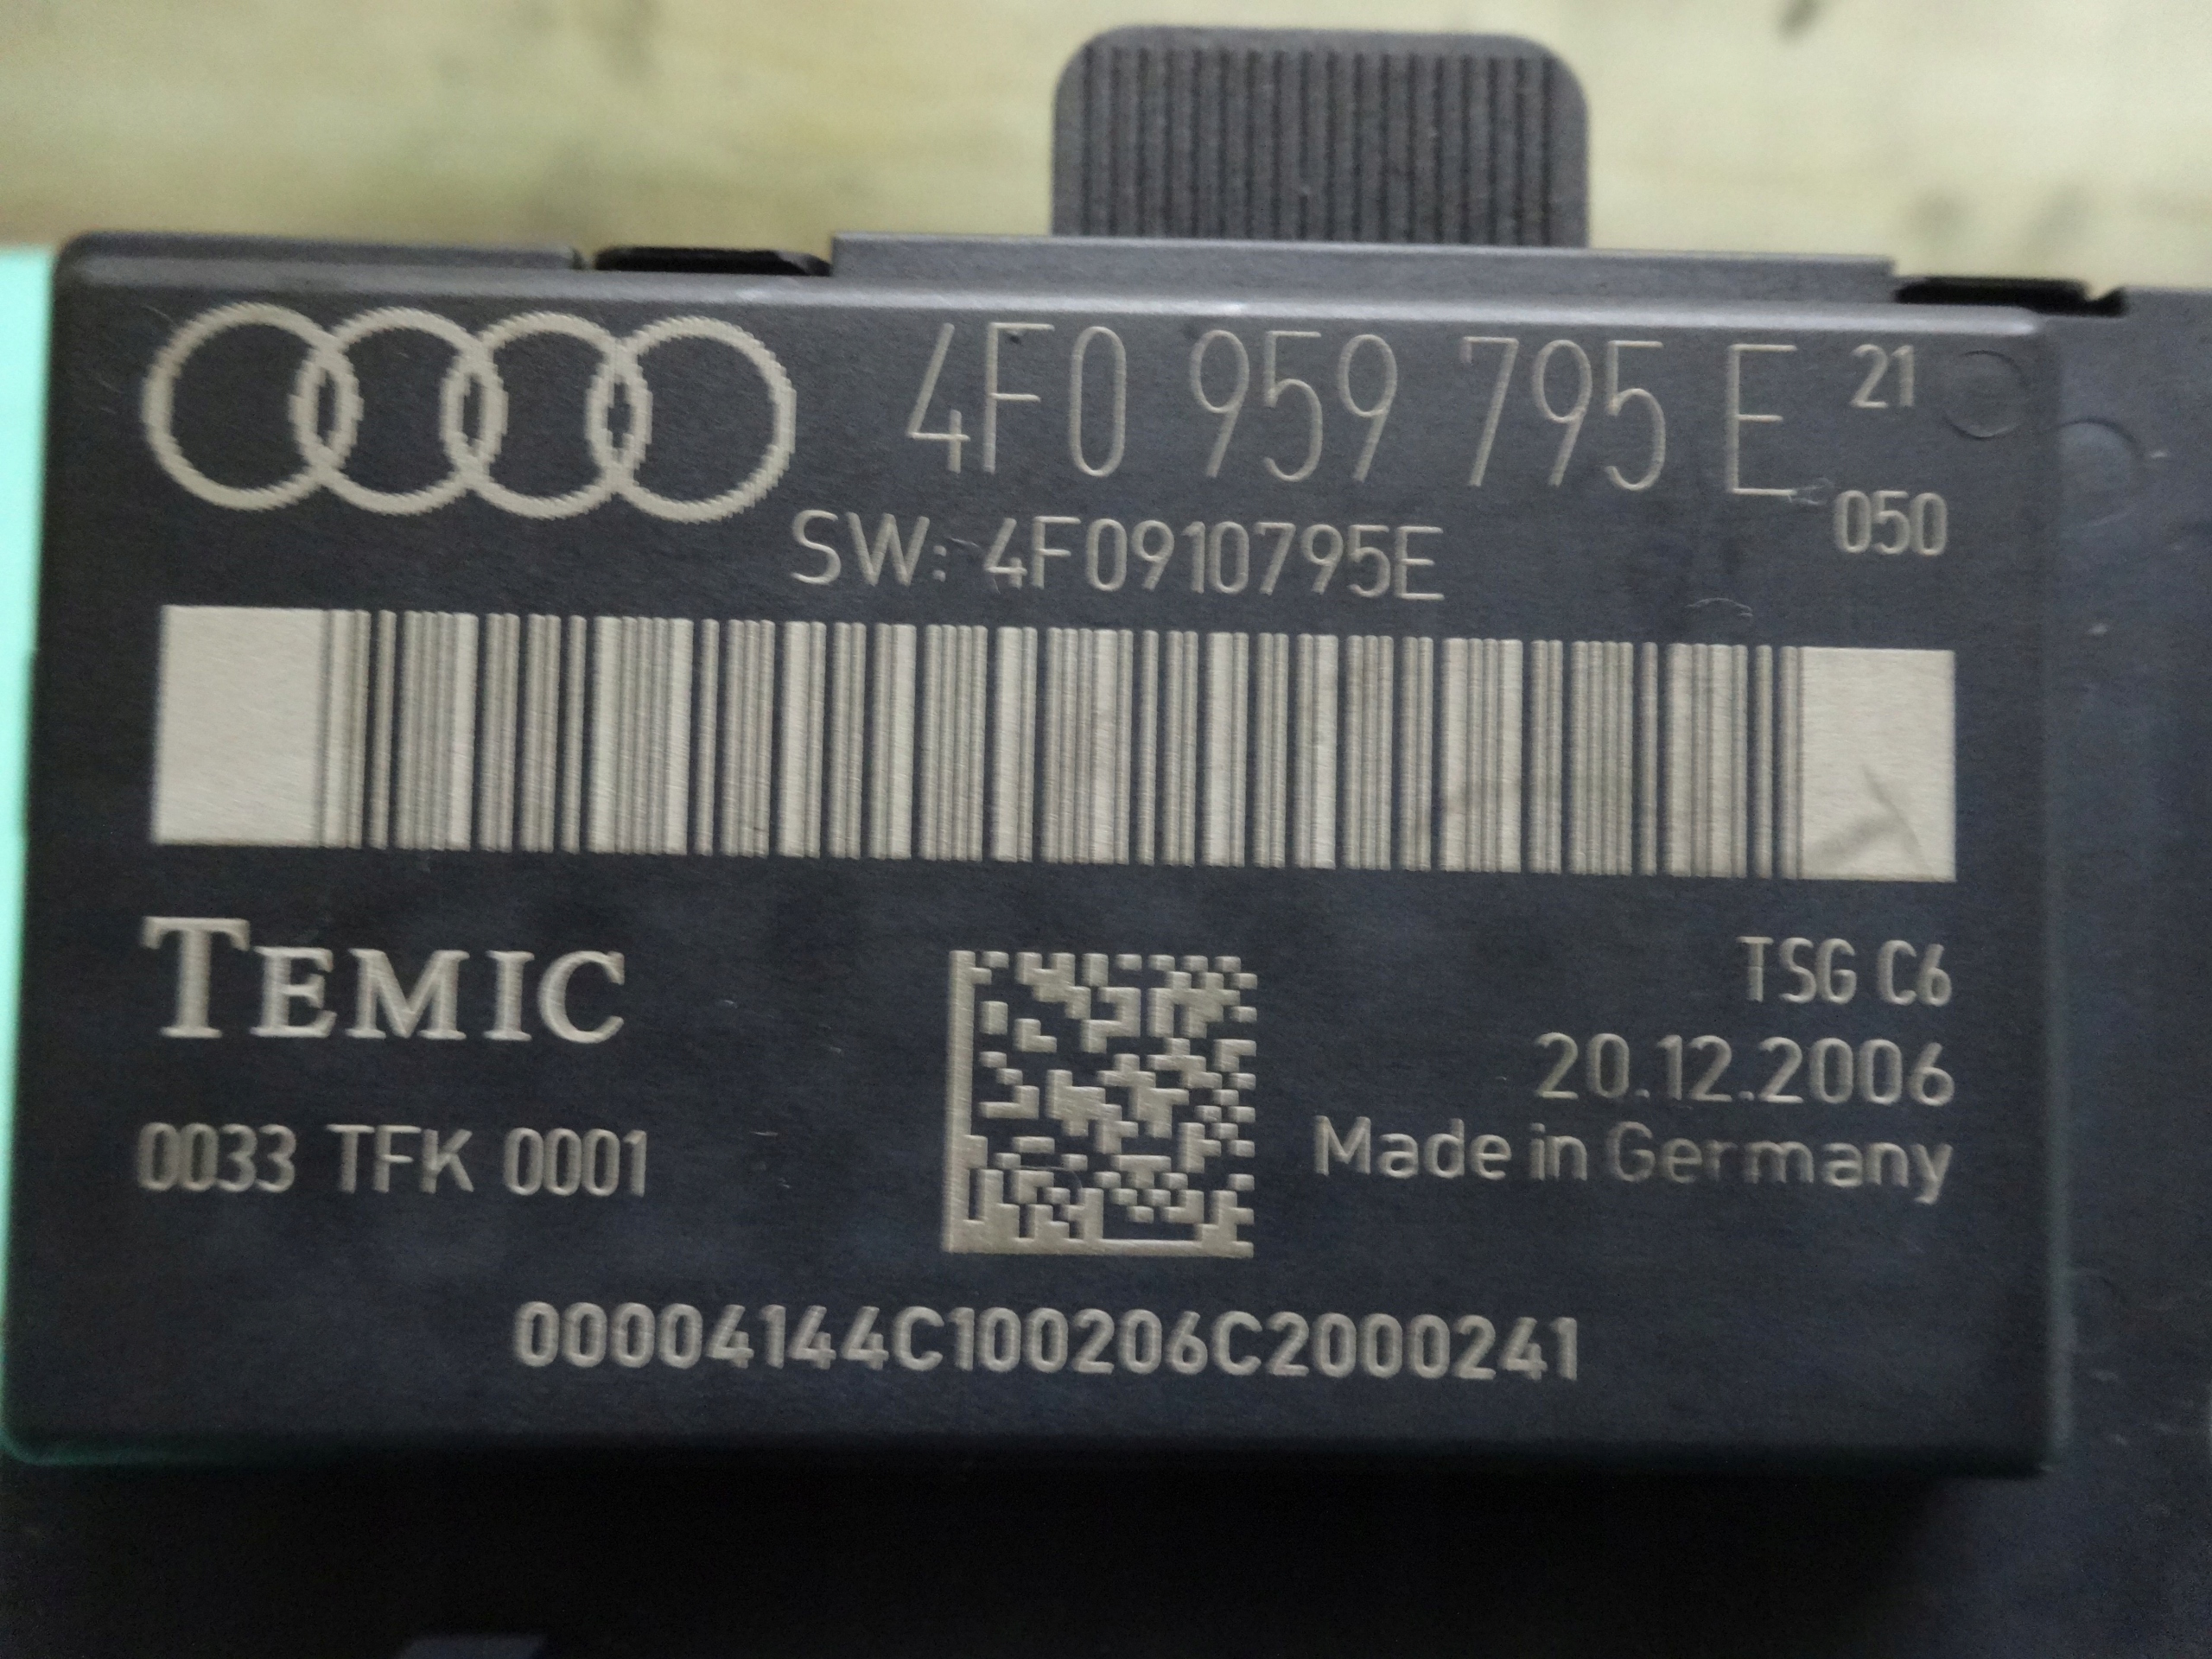 4F0 959 795 E 21
SW: 4F0910795E 050
TEMIC
TSG C6
20.12.2006
Made in Germany
0033 TFK 0001
00004144C100206C2000241